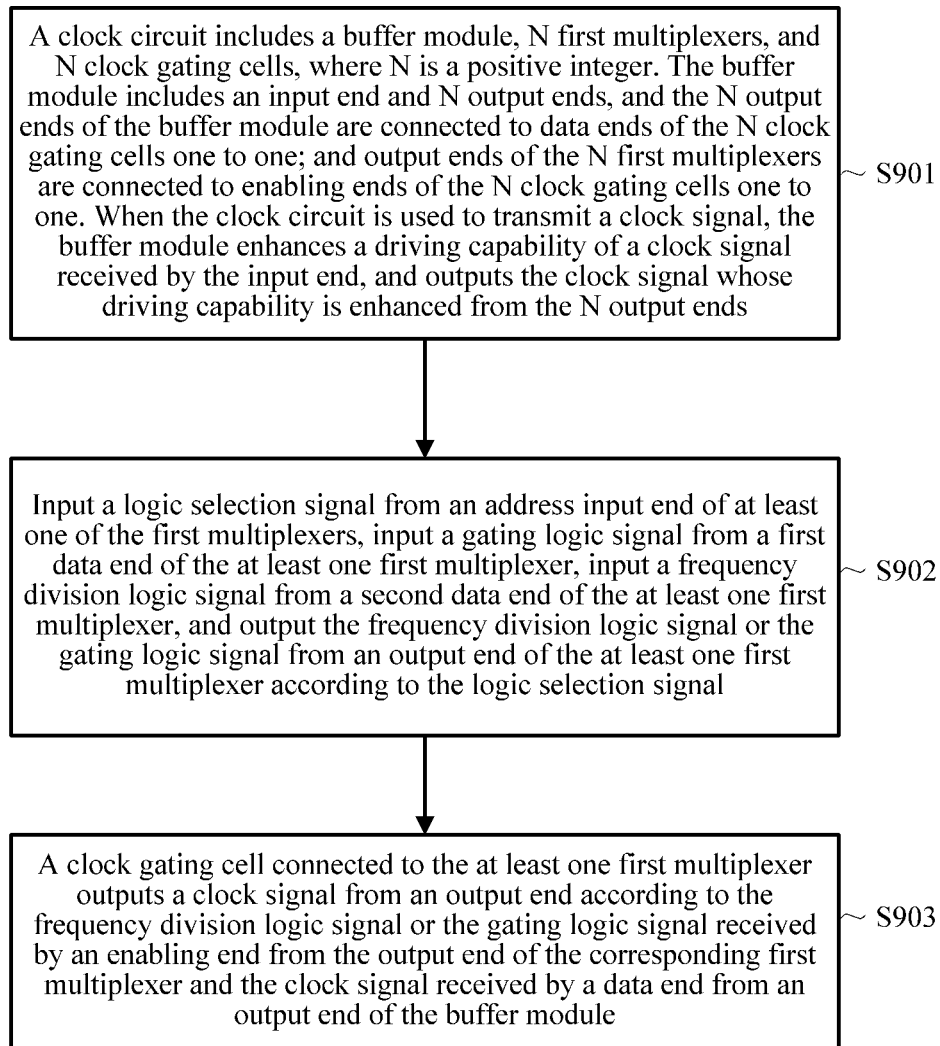 A clock circuit includes a buffer module, N first multiplexers, and
N clock gating cells, where N is a positive integer. The buffer
module includes an input end and N output ends, and the N output
ends of the buffer module are connected to data ends of the N clock
gating cells one to one; and output ends of the N first multiplexers
are connected to enabling ends of the N clock gating cells one to
one. When the clock circuit is used to transmit a clock signal, the
buffer module enhances a driving capability of a clock signal
received by the input end, and outputs the clock signal whose
driving capability is enhanced from the N output ends
S901
Input a logic selection signal from an address input end of at least
one of the first multiplexers, input a gating logic signal from a first
data end of the at least one first multiplexer, input a frequency
division logic signal from a second data end of the at least one first
multiplexer, and output the frequency division logic signal or the
gating logic signal from an output end of the at least one first
multiplexer according to the logic selection signal
S902
A clock gating cell connected to the at least one first multiplexer
outputs a clock signal from an output end according to the
frequency division logic signal or the gating logic signal received
by an enabling end from the output end of the corresponding first
multiplexer and the clock signal received by a data end from an
output end of the buffer module
S903